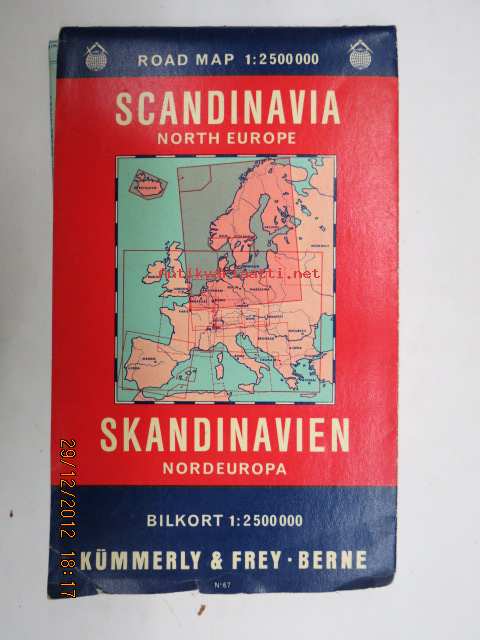 ROAD MAP 1:2500000
SCANDINAVIA
NORTH EUROPE
futikvariaatti.net
SKANDINAVIEN
NORDEUROPA
BILKORT 1:2500000
KÜMMERLY & FREY · BERNE
N°67
29/12/2012 18:17